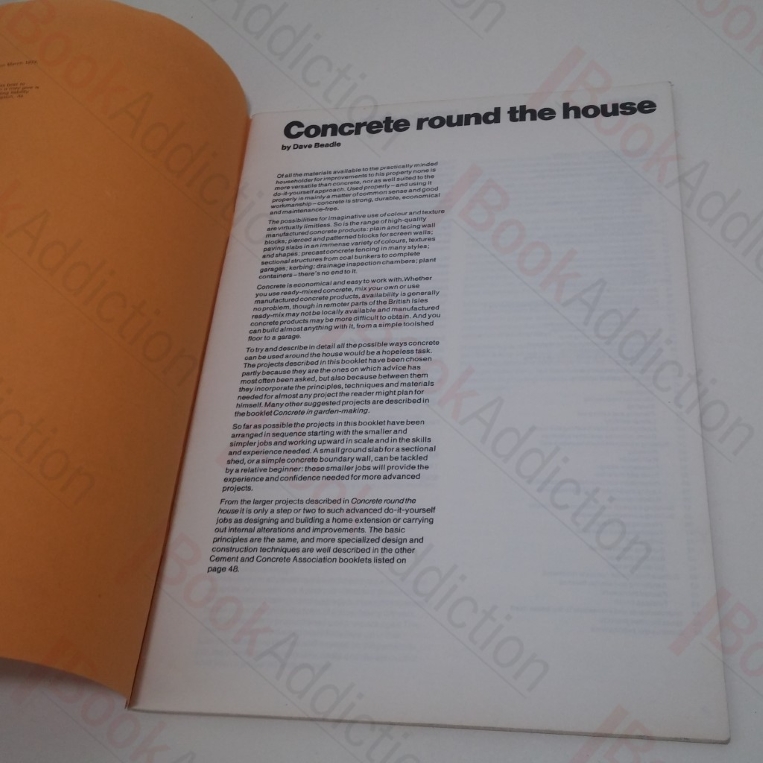 Concrete round the house
by Dave Beadle
Of all the materials available to the practically minded
householder for improvements to his property none is
more versatile than concrete, nor as well suited to the
do-it-yourself approach. Used properly – and using it
properly is mainly a matter of common sense and good
workmanship – concrete is strong, durable, economical
and maintenance-free.
The possibilities for imaginative use of colour and texture
are virtually limitless. So is the range of high-quality
manufactured concrete products: plain and facing wall
blocks; pierced and patterned blocks for screen walls;
paving slabs in an immense variety of colours, textures
and shapes; precast concrete fencing in many styles;
sectional structures from coal bunkers to complete
garages; kerbing; drainage inspection chambers; plant
containers – there's no end to it.
Concrete is economical and easy to work with. Whether
you use ready-mixed concrete, mix your own or use
manufactured concrete products, availability is generally
no problem, though in remoter parts of the British Isles
ready-mix may not be locally available and manufactured
concrete products may be more difficult to obtain. And you
can build almost anything with it, from a simple toolshed
floor to a garage.
To try and describe in detail all the possible ways concrete
can be used around the house would be a hopeless task.
The projects described in this booklet have been chosen
partly because they are the ones on which advice has
most often been asked, but also because between them
they incorporate the principles, techniques and materials
needed for almost any project the reader might plan for
himself. Many other suggested projects are described in
the booklet Concrete in garden-making.
So far as possible the projects in this booklet have been
arranged in sequence starting with the smaller and
simpler jobs and working upward in scale and in the skills
and experience needed. A small ground slab for a sectional
shed, or a simple concrete boundary wall, can be tackled
by a relative beginner: these smaller jobs will provide the
experience and confidence needed for more advanced
projects.
From the larger projects described in Concrete round the
house it is only a step or two to such advanced do-it-yourself
jobs as designing and building a home extension or carrying
out internal alterations and improvements. The basic
principles are the same, and more specialized design and
construction techniques are well described in the other
Cement and Concrete Association booklets listed on
page 48.
BookAddiction